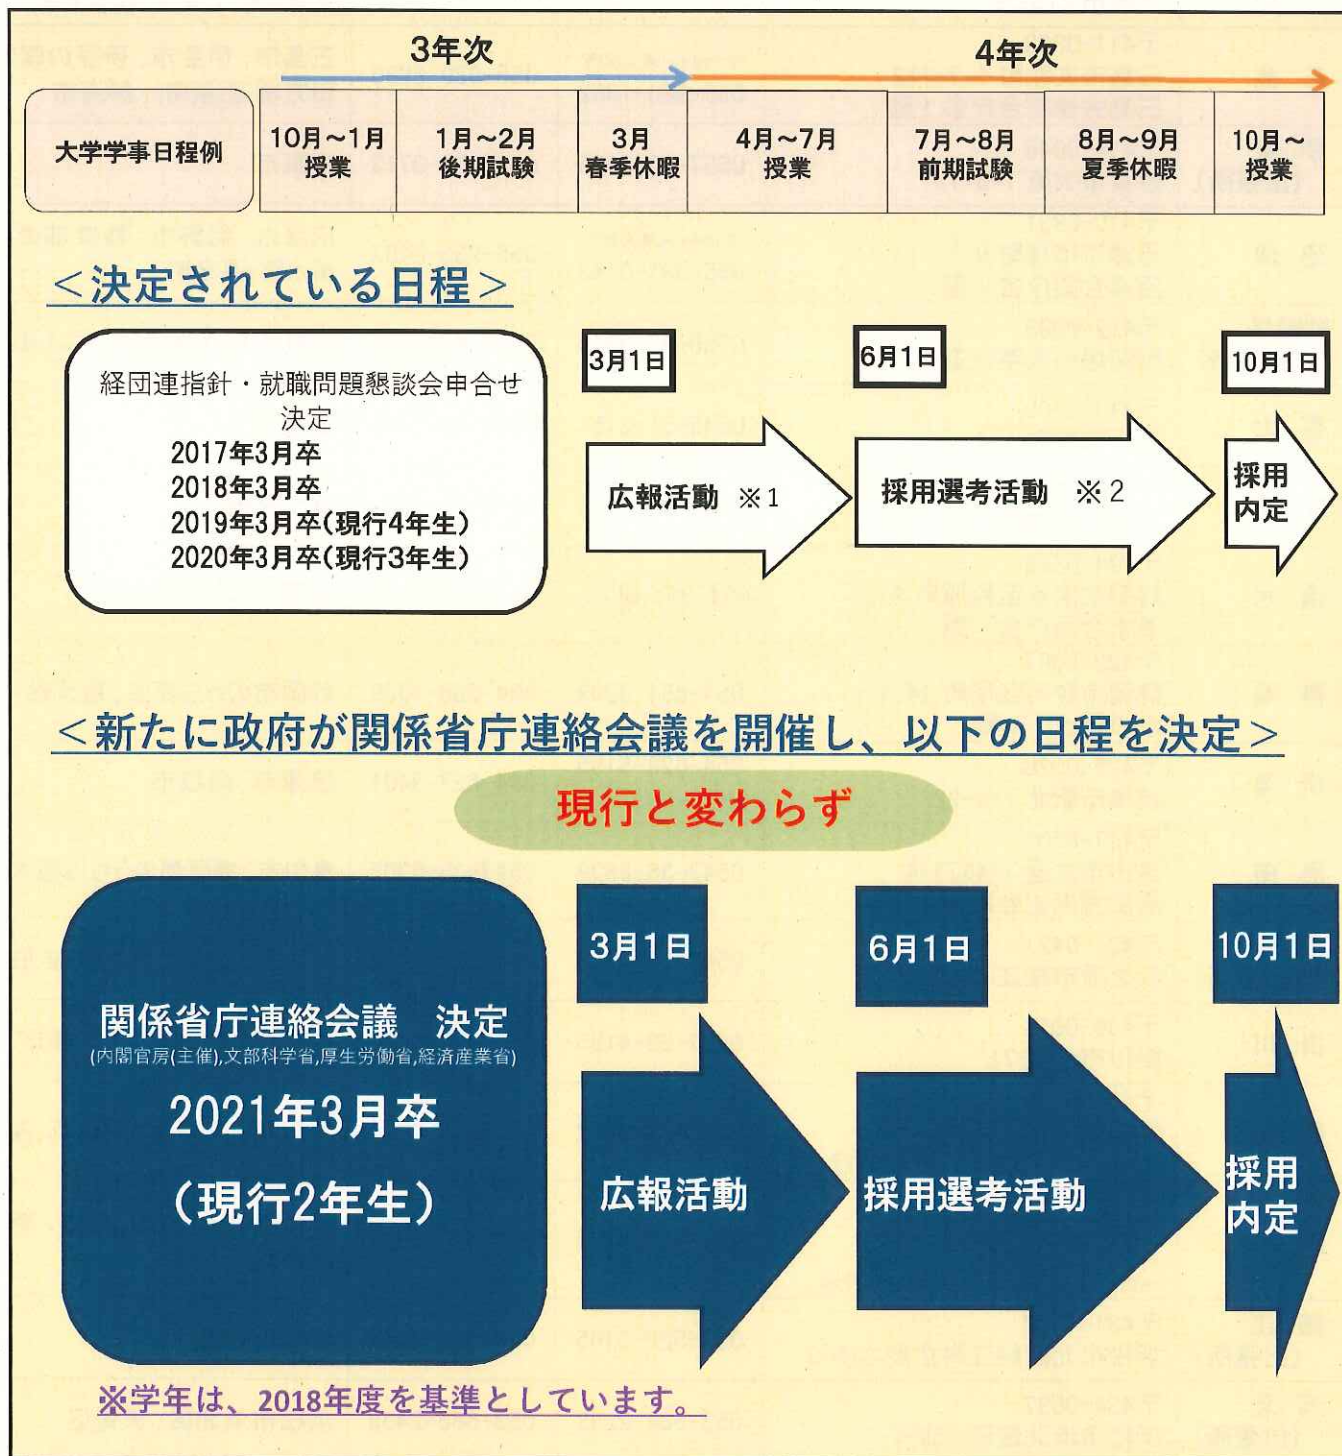 3年次
4年次
大学学事日程例
10月～1月
授業
1月～2月
後期試験
3月
春季休暇
4月～7月
授業
7月～8月
前期試験
8月～9月
夏季休暇
10月～
授業
＜決定されている日程＞
経団連指針・就職問題懇談会申合せ
決定
2017年3月卒
2018年3月卒
2019年3月卒(現行4年生)
2020年3月卒(現行3年生)
3月1日
6月1日
10月1日
広報活動 ※1
採用選考活動 ※2
採用
内定
＜新たに政府が関係省庁連絡会議を開催し、以下の日程を決定＞
現行と変わらず
関係省庁連絡会議 決定
(内閣官房(主催),文部科学省,厚生労働省,経済産業省)
2021年3月卒
（現行2年生）
3月1日
6月1日
10月1日
広報活動
採用選考活動
採用
内定
※学年は、2018年度を基準としています。